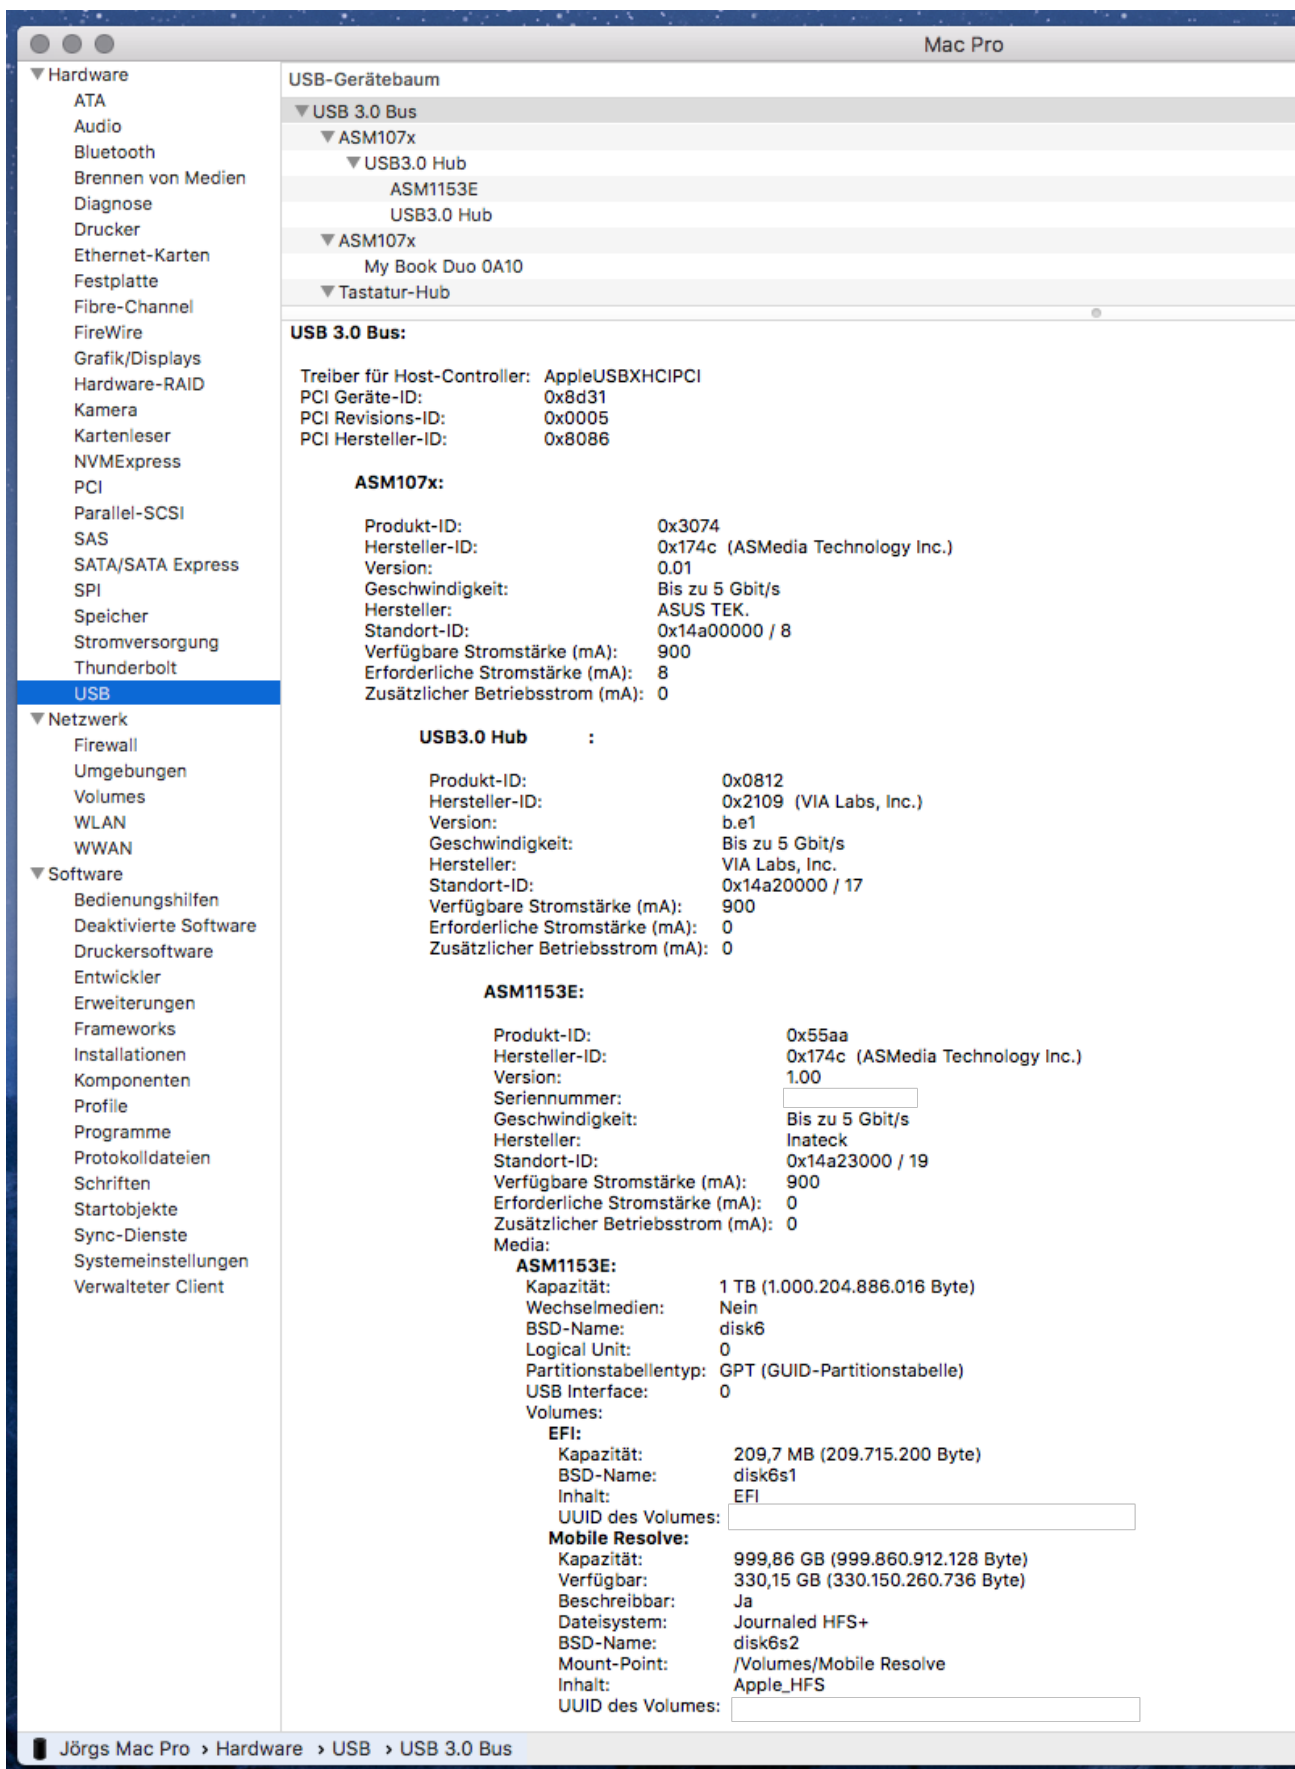 Mac Pro
Hardware
ATA
Audio
Bluetooth
Brennen von Medien
Diagnose
Drucker
Ethernet-Karten
Festplatte
Fibre-Channel
FireWire
Grafik/Displays
Hardware-RAID
Kamera
Kartenleser
NVMExpress
PCI
Parallel-SCSI
SAS
SATA/SATA Express
SPI
Speicher
Stromversorgung
Thunderbolt
USB
Netzwerk
Firewall
Umgebungen
Volumes
WLAN
WWAN
Software
Bedienungshilfen
Deaktivierte Software
Druckersoftware
Entwickler
Erweiterungen
Frameworks
Installationen
Komponenten
Profile
Programme
Protokolldateien
Schriften
Startobjekte
Sync-Dienste
Systemeinstellungen
Verwalteter Client
USB-Gerätebaum
USB 3.0 Bus
ASM107x
USB3.0 Hub
ASM1153E
USB3.0 Hub
ASM107x
My Book Duo 0A10
Tastatur-Hub
USB 3.0 Bus:
Treiber für Host-Controller: AppleUSBXHCIPCI
PCI Geräte-ID: 0x8d31
PCI Revisions-ID: 0x0005
PCI Hersteller-ID: 0x8086
ASM107x:
Produkt-ID: 0x3074
Hersteller-ID: 0x174c (ASMedia Technology Inc.)
Version: 0.01
Geschwindigkeit: Bis zu 5 Gbit/s
Hersteller: ASUS TEK.
Standort-ID: 0x14a00000 / 8
Verfügbare Stromstärke (mA): 900
Erforderliche Stromstärke (mA): 8
Zusätzlicher Betriebsstrom (mA): 0
USB3.0 Hub :
Produkt-ID: 0x0812
Hersteller-ID: 0x2109 (VIA Labs, Inc.)
Version: b.e1
Geschwindigkeit: Bis zu 5 Gbit/s
Hersteller: VIA Labs, Inc.
Standort-ID: 0x14a20000 / 17
Verfügbare Stromstärke (mA): 900
Erforderliche Stromstärke (mA): 0
Zusätzlicher Betriebsstrom (mA): 0
ASM1153E:
Produkt-ID: 0x55aa
Hersteller-ID: 0x174c (ASMedia Technology Inc.)
Version: 1.00
Seriennummer:
Geschwindigkeit: Bis zu 5 Gbit/s
Hersteller: Inateck
Standort-ID: 0x14a23000 / 19
Verfügbare Stromstärke (mA): 900
Erforderliche Stromstärke (mA): 0
Zusätzlicher Betriebsstrom (mA): 0
Media:
ASM1153E:
Kapazität: 1 TB (1.000.204.886.016 Byte)
Wechselmedien: Nein
BSD-Name: disk6
Logical Unit: 0
Partitionstabellentyp: GPT (GUID-Partitionstabelle)
USB Interface: 0
Volumes:
EFI:
Kapazität: 209,7 MB (209.715.200 Byte)
BSD-Name: disk6s1
Inhalt: EFI
UUID des Volumes:
Mobile Resolve:
Kapazität: 999,86 GB (999.860.912.128 Byte)
Verfügbar: 330,15 GB (330.150.260.736 Byte)
Beschreibbar: Ja
Dateisystem: Journaled HFS+
BSD-Name: disk6s2
Mount-Point: /Volumes/Mobile Resolve
Inhalt: Apple_HFS
UUID des Volumes:
Jörgs Mac Pro › Hardware › USB › USB 3.0 Bus